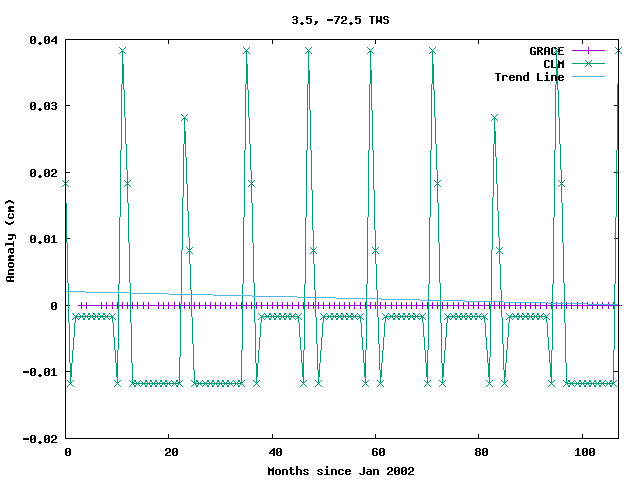 3.5, -72.5 TWS
0.04
GRACE
CLM
Trend Line
0.03
0.02
0.01
0
-0.01
-0.02
Anomaly (cm)
0 20 40 60 80 100
Months since Jan 2002